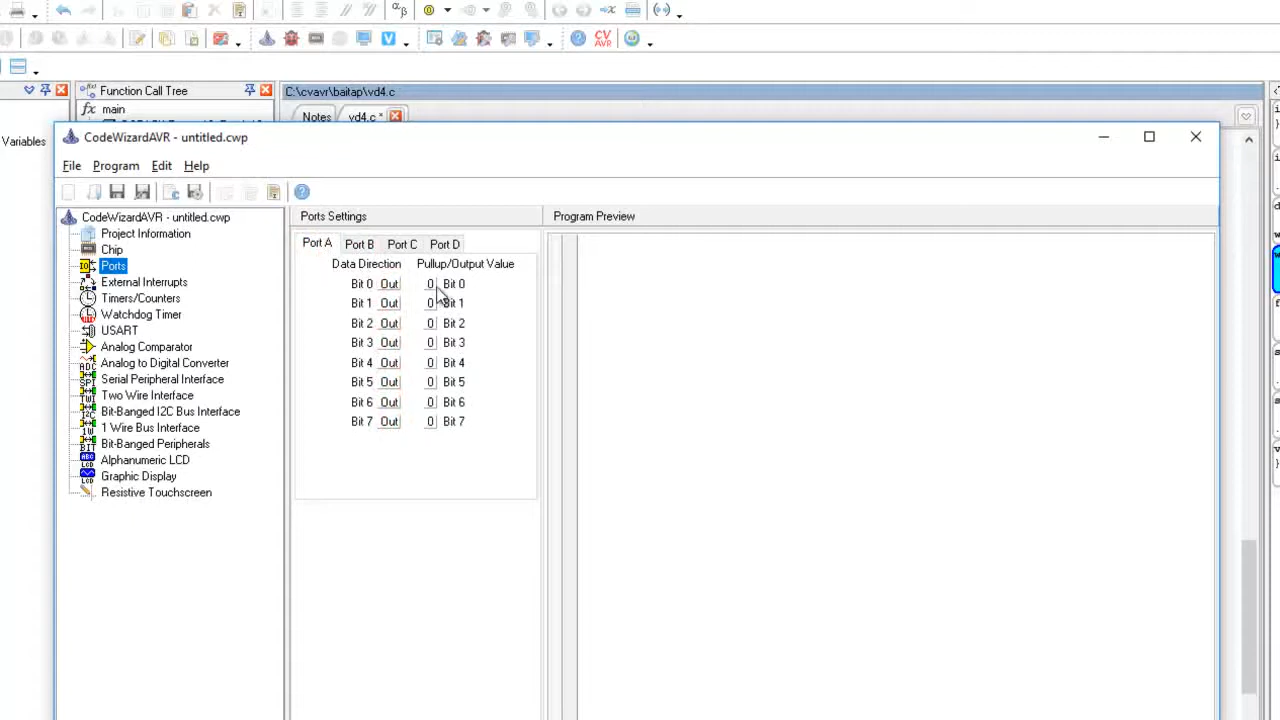 αβ
CV
AVR
Function Call Tree
C:\cvavr\baitap\vd4.c
fx main
Notes
vd4.c *
Variables
CodeWizardAVR - untitled.cwp
File Program Edit Help
CodeWizardAVR - untitled.cwp
Project Information
Chip
Ports
External Interrupts
Timers/Counters
Watchdog Timer
USART
Analog Comparator
Analog to Digital Converter
Serial Peripheral Interface
Two Wire Interface
Bit-Banged I2C Bus Interface
1 Wire Bus Interface
Bit-Banged Peripherals
Alphanumeric LCD
Graphic Display
Resistive Touchscreen
Ports Settings
Port A Port B Port C Port D
Data Direction Pullup/Output Value
Bit 0 Out 0 Bit 0
Bit 1 Out 0 Bit 1
Bit 2 Out 0 Bit 2
Bit 3 Out 0 Bit 3
Bit 4 Out 0 Bit 4
Bit 5 Out 0 Bit 5
Bit 6 Out 0 Bit 6
Bit 7 Out 0 Bit 7
Program Preview